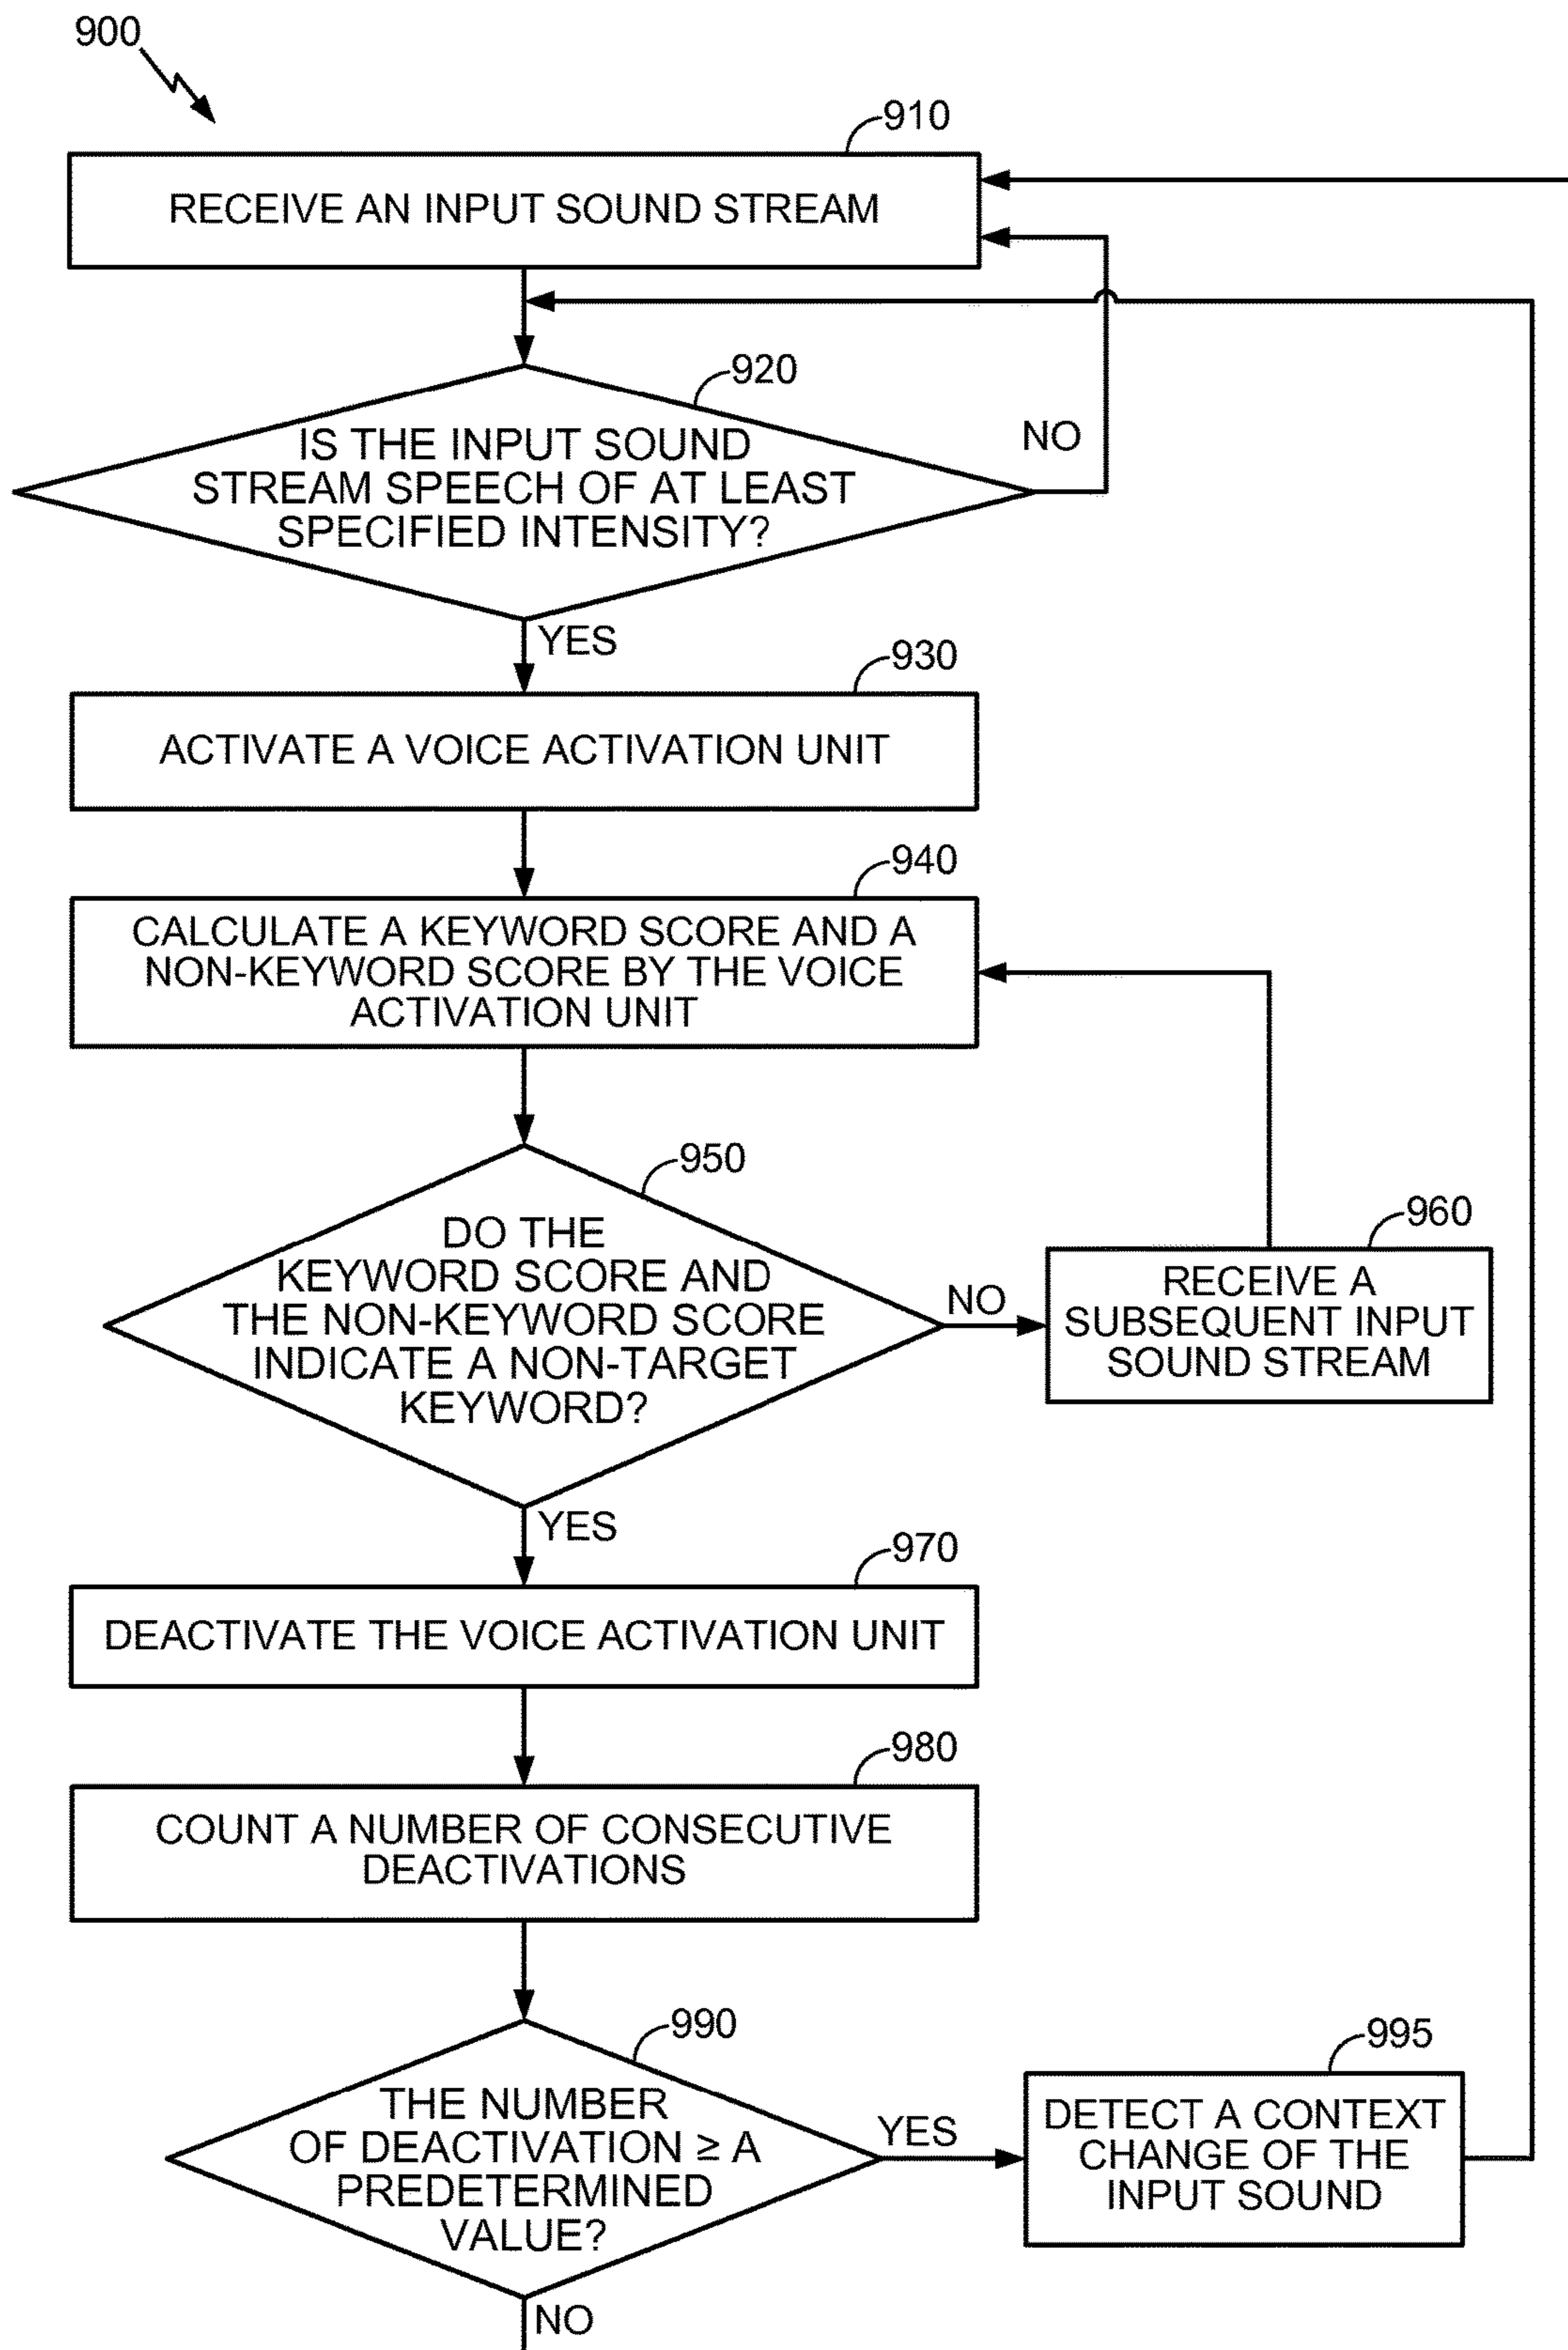 900
910
RECEIVE AN INPUT SOUND STREAM
920
IS THE INPUT SOUND
STREAM SPEECH OF AT LEAST
SPECIFIED INTENSITY?
NO
YES
930
ACTIVATE A VOICE ACTIVATION UNIT
940
CALCULATE A KEYWORD SCORE AND A
NON-KEYWORD SCORE BY THE VOICE
ACTIVATION UNIT
950
DO THE
KEYWORD SCORE AND
THE NON-KEYWORD SCORE
INDICATE A NON-TARGET
KEYWORD?
NO
960
RECEIVE A
SUBSEQUENT INPUT
SOUND STREAM
YES
970
DEACTIVATE THE VOICE ACTIVATION UNIT
980
COUNT A NUMBER OF CONSECUTIVE
DEACTIVATIONS
990
THE NUMBER
OF DEACTIVATION ≥ A
PREDETERMINED
VALUE?
YES
995
DETECT A CONTEXT
CHANGE OF THE
INPUT SOUND
NO